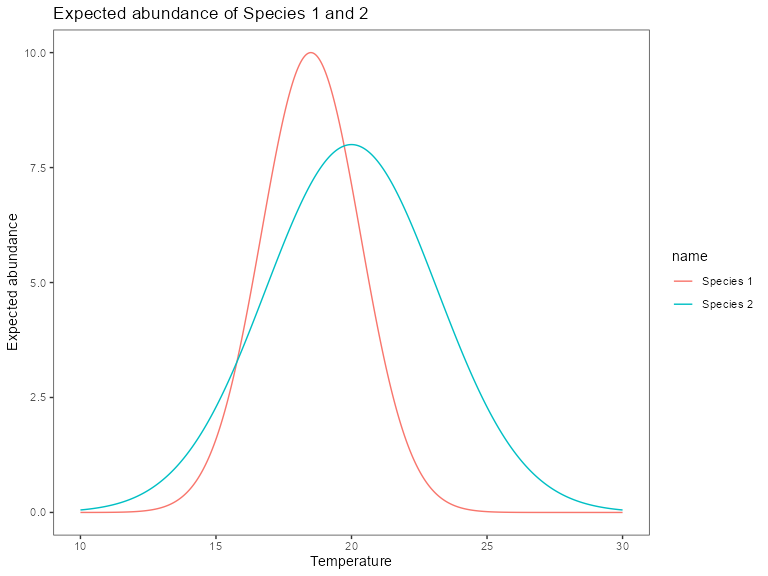 Expected abundance of Species 1 and 2
10.0
7.5
5.0
2.5
0.0
Expected abundance
10
15
20
25
30
Temperature
name
Species 1
Species 2